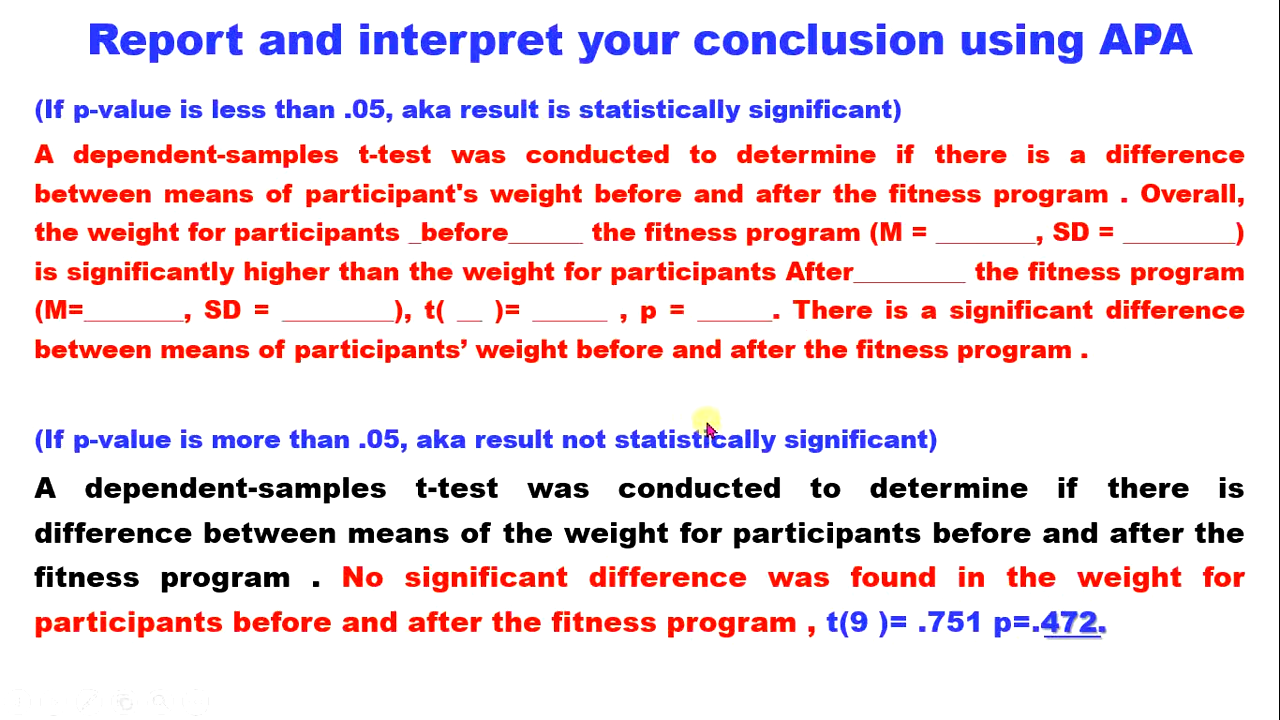 Report and interpret your conclusion using APA
(If p-value is less than .05, aka result is statistically significant)
A dependent-samples t-test was conducted to determine if there is a difference
between means of participant's weight before and after the fitness program . Overall,
the weight for participants _before______ the fitness program (M = ________, SD = _________)
is significantly higher than the weight for participants After_________ the fitness program
(M=________, SD = _________), t( __ )= ______ , p = ______. There is a significant difference
between means of participants’ weight before and after the fitness program .
(If p-value is more than .05, aka result not statistically significant)
A dependent-samples t-test was conducted to determine if there is
difference between means of the weight for participants before and after the
fitness program . No significant difference was found in the weight for
participants before and after the fitness program , t(9 )= .751 p=.472.